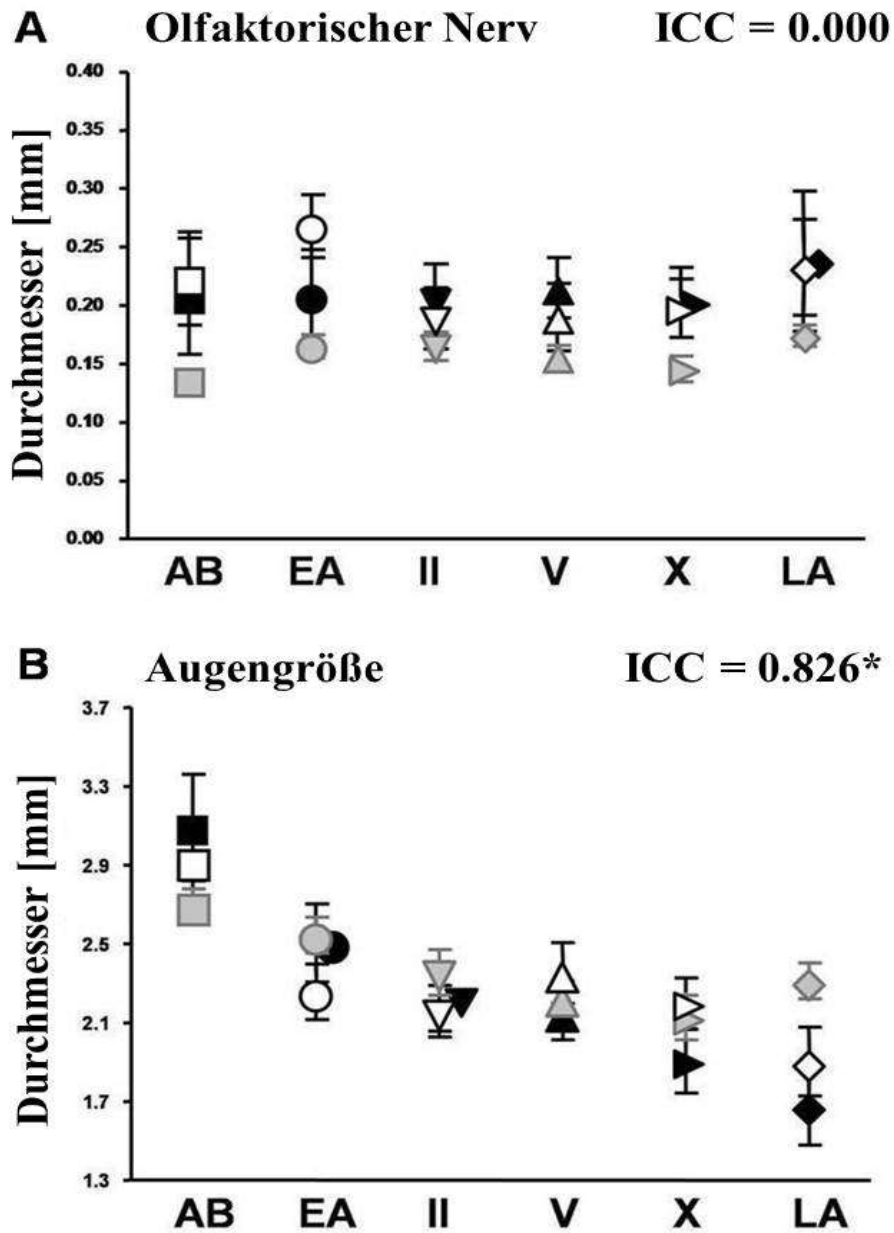 A Olfaktorischer Nerv ICC = 0.000
Durchmesser [mm]
0.40
0.35
0.30
0.25
0.20
0.15
0.10
0.05
0.00
AB EA II V X LA
B Augengröße ICC = 0.826*
Durchmesser [mm]
3.7
3.3
2.9
2.5
2.1
1.7
1.3
AB EA II V X LA